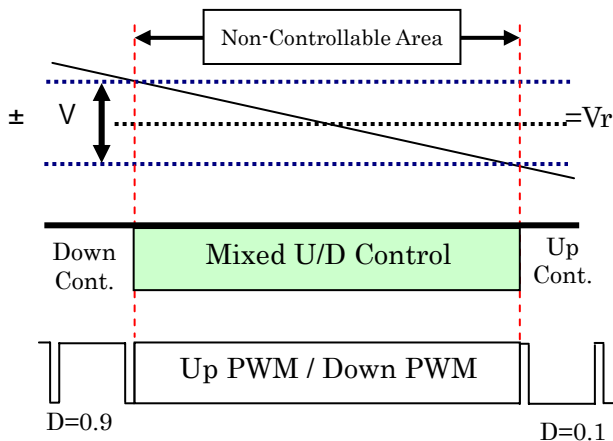 Non-Controllable Area
± V
=Vr
Down
Cont.
Mixed U/D Control
Up
Cont.
Up PWM / Down PWM
D=0.9
D=0.1